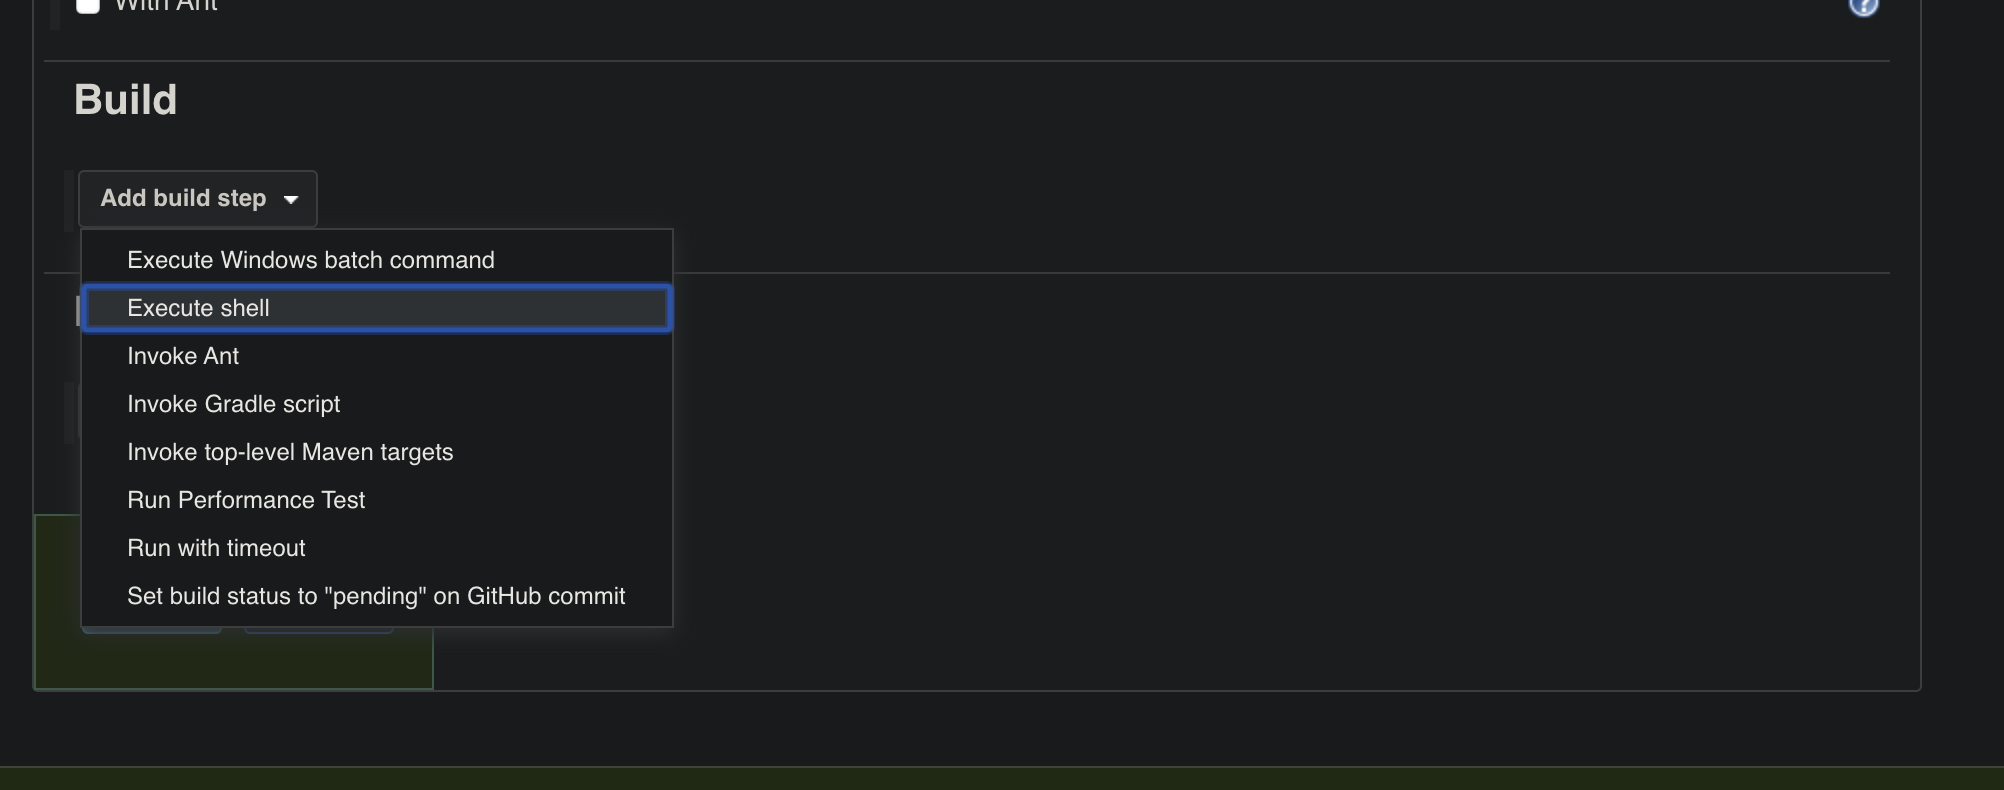 With Ant
Build
Add build step
Execute Windows batch command
Execute shell
Invoke Ant
Invoke Gradle script
Invoke top-level Maven targets
Run Performance Test
Run with timeout
Set build status to "pending" on GitHub commit